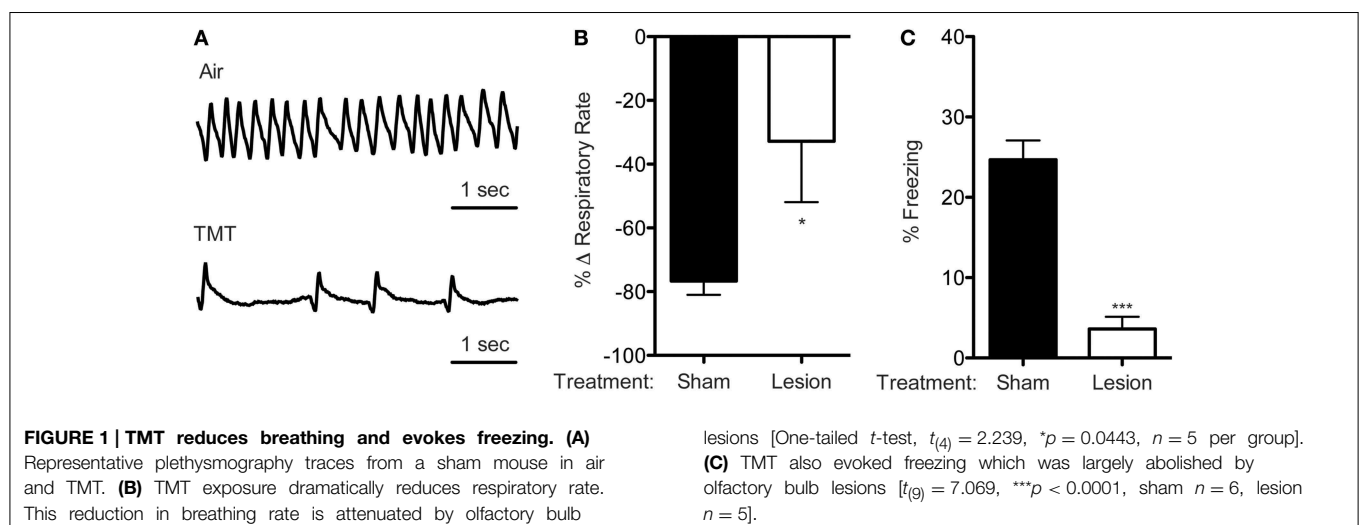 A
Air
1 sec
TMT
1 sec
B
% Δ Respiratory Rate
0
-20
-40
-60
-80
-100
*
Treatment: Sham Lesion
C
% Freezing
40
30
20
10
0
***
Treatment: Sham Lesion
FIGURE 1 | TMT reduces breathing and evokes freezing. (A)
Representative plethysmography traces from a sham mouse in air
and TMT. (B) TMT exposure dramatically reduces respiratory rate.
This reduction in breathing rate is attenuated by olfactory bulb
lesions [One-tailed t-test, t(4) = 2.239, *p = 0.0443, n = 5 per group].
(C) TMT also evoked freezing which was largely abolished by
olfactory bulb lesions [t(9) = 7.069, ***p < 0.0001, sham n = 6, lesion
n = 5].